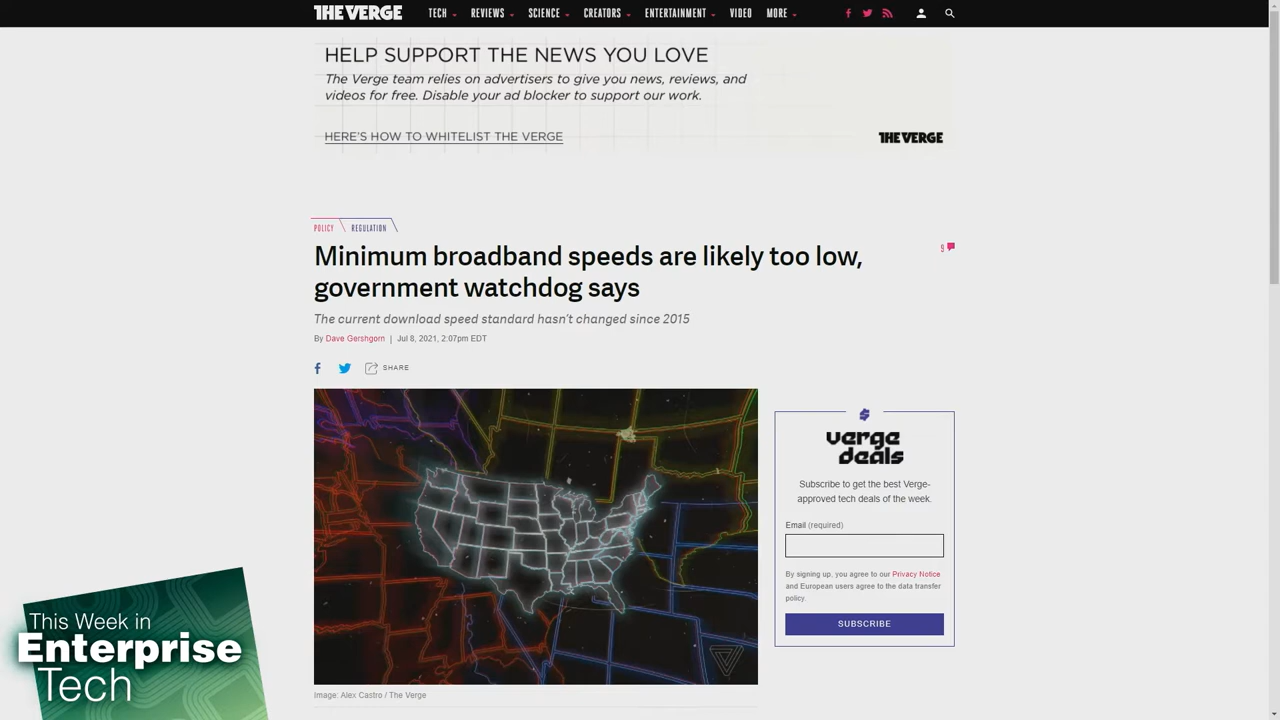 THE VERGE TECH REVIEWS SCIENCE CREATORS ENTERTAINMENT VIDEO MORE
HELP SUPPORT THE NEWS YOU LOVE
The Verge team relies on advertisers to give you news, reviews, and
videos for free. Disable your ad blocker to support our work.
HERE'S HOW TO WHITELIST THE VERGE
THE VERGE
POLICY REGULATION
Minimum broadband speeds are likely too low,
government watchdog says
9
The current download speed standard hasn't changed since 2015
By Dave Gershgorn | Jul 8, 2021, 2:07pm EDT
SHARE
verge
deals
Subscribe to get the best Verge-
approved tech deals of the week.
Email (required)
By signing up, you agree to our Privacy Notice
and European users agree to the data transfer
policy.
SUBSCRIBE
Image: Alex Castro / The Verge
This Week in
Enterprise
Tech